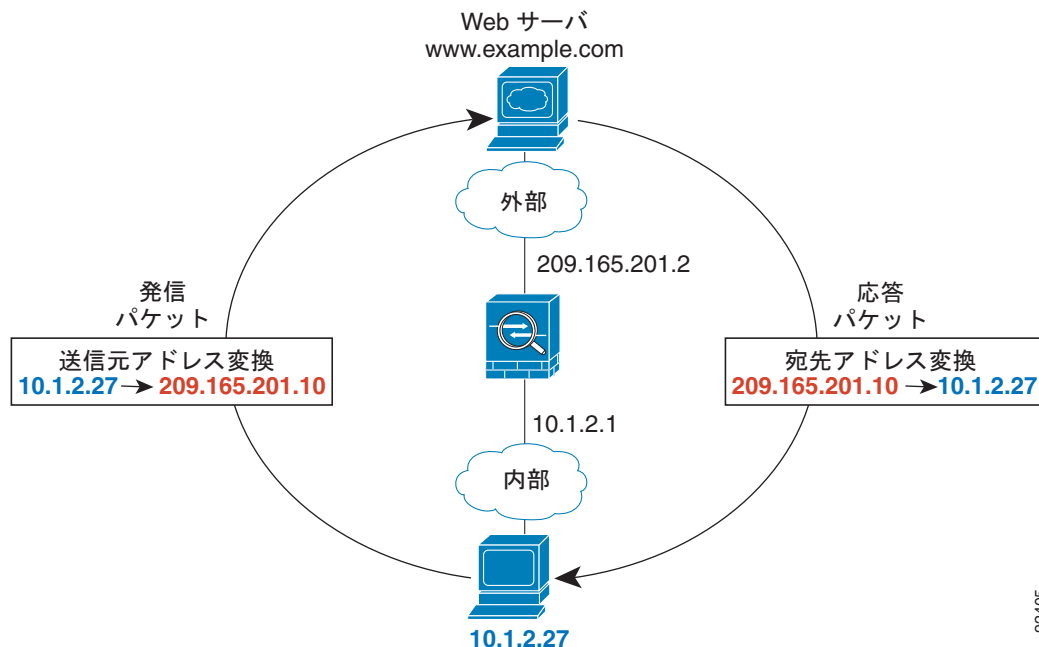 Web サーバ
www.example.com
外部
209.165.201.2
発信
パケット
応答
パケット
送信元アドレス変換
10.1.2.27 → 209.165.201.10
宛先アドレス変換
209.165.201.10 → 10.1.2.27
10.1.2.1
内部
10.1.2.27